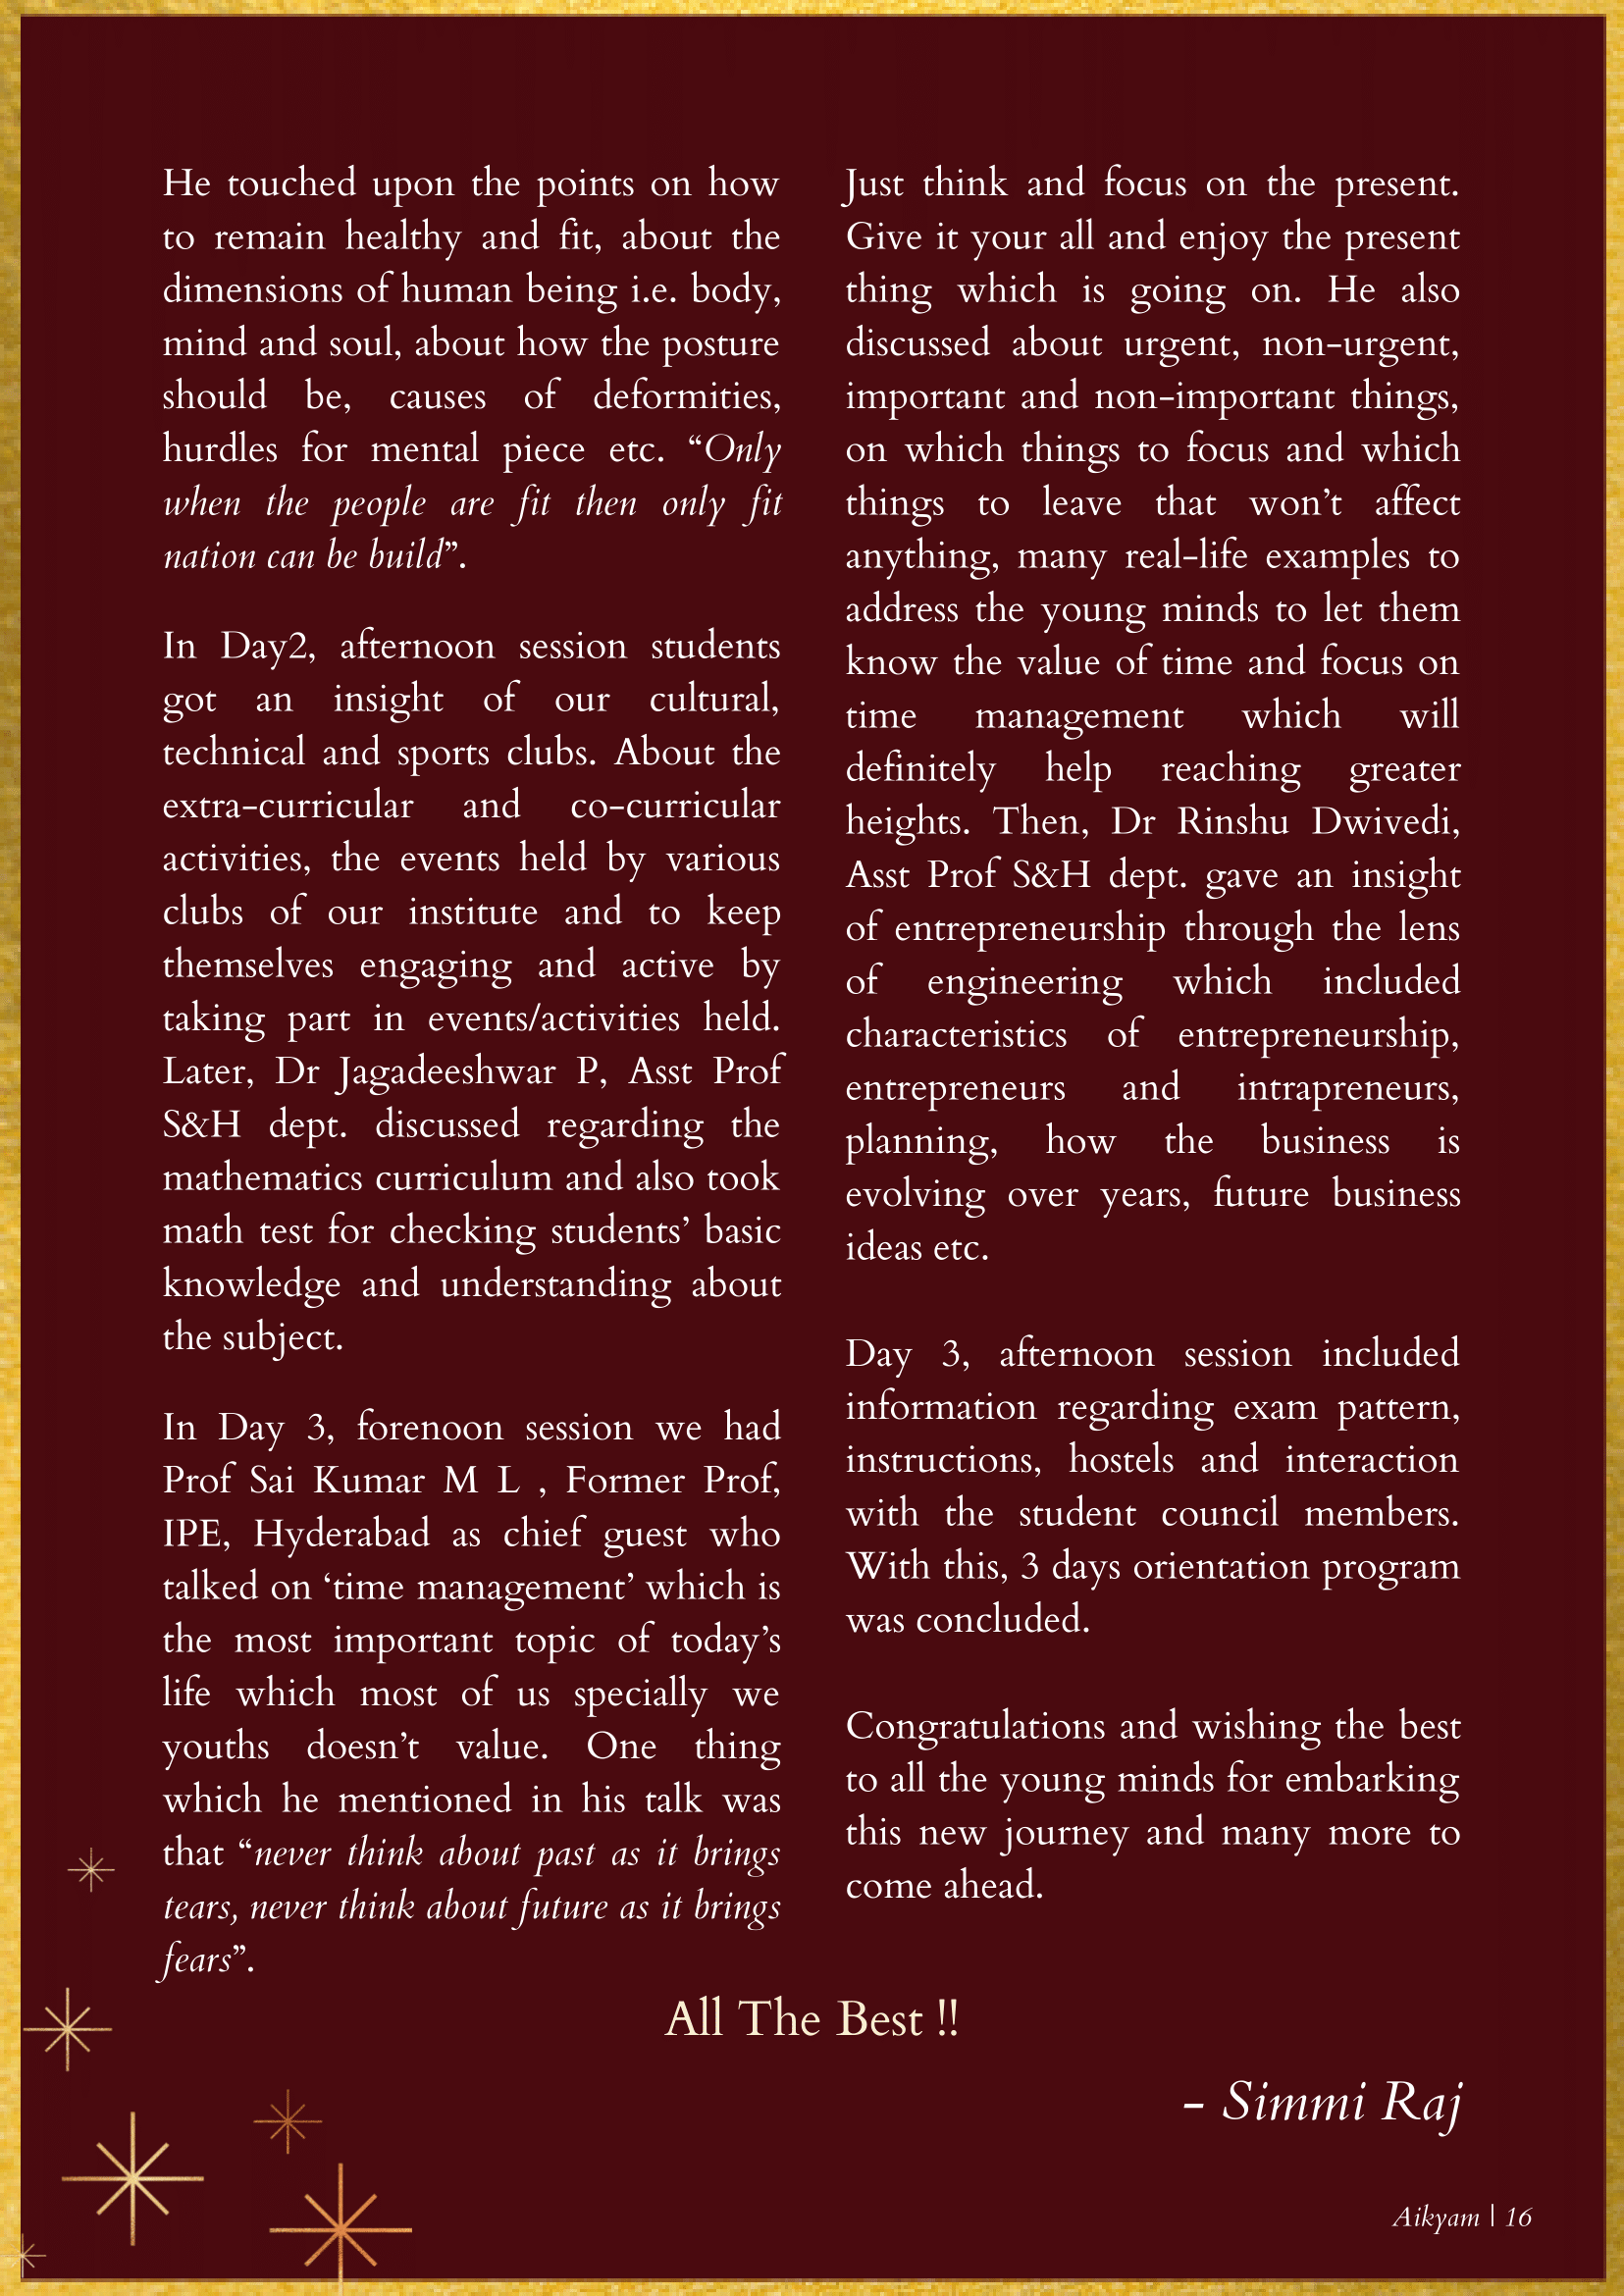 He touched upon the points on how
to remain healthy and fit, about the
dimensions of human being i.e. body,
mind and soul, about how the posture
should be, causes of deformities,
hurdles for mental piece etc. “Only
when the people are fit then only fit
nation can be build”.
In Day2, afternoon session students
got an insight of our cultural,
technical and sports clubs. About the
extra-curricular and co-curricular
activities, the events held by various
clubs of our institute and to keep
themselves engaging and active by
taking part in events/activities held.
Later, Dr Jagadeeshwar P, Asst Prof
S&H dept. discussed regarding the
mathematics curriculum and also took
math test for checking students’ basic
knowledge and understanding about
the subject.
In Day 3, forenoon session we had
Prof Sai Kumar M L , Former Prof,
IPE, Hyderabad as chief guest who
talked on ‘time management’ which is
the most important topic of today’s
life which most of us specially we
youths doesn’t value. One thing
which he mentioned in his talk was
that “never think about past as it brings
tears, never think about future as it brings
fears”.
Just think and focus on the present.
Give it your all and enjoy the present
thing which is going on. He also
discussed about urgent, non-urgent,
important and non-important things,
on which things to focus and which
things to leave that won’t affect
anything, many real-life examples to
address the young minds to let them
know the value of time and focus on
time management which will
definitely help reaching greater
heights. Then, Dr Rinshu Dwivedi,
Asst Prof S&H dept. gave an insight
of entrepreneurship through the lens
of engineering which included
characteristics of entrepreneurship,
entrepreneurs and intrapreneurs,
planning, how the business is
evolving over years, future business
ideas etc.
Day 3, afternoon session included
information regarding exam pattern,
instructions, hostels and interaction
with the student council members.
With this, 3 days orientation program
was concluded.
Congratulations and wishing the best
to all the young minds for embarking
this new journey and many more to
come ahead.
All The Best !!
- Simmi Raj
Aikyam | 16